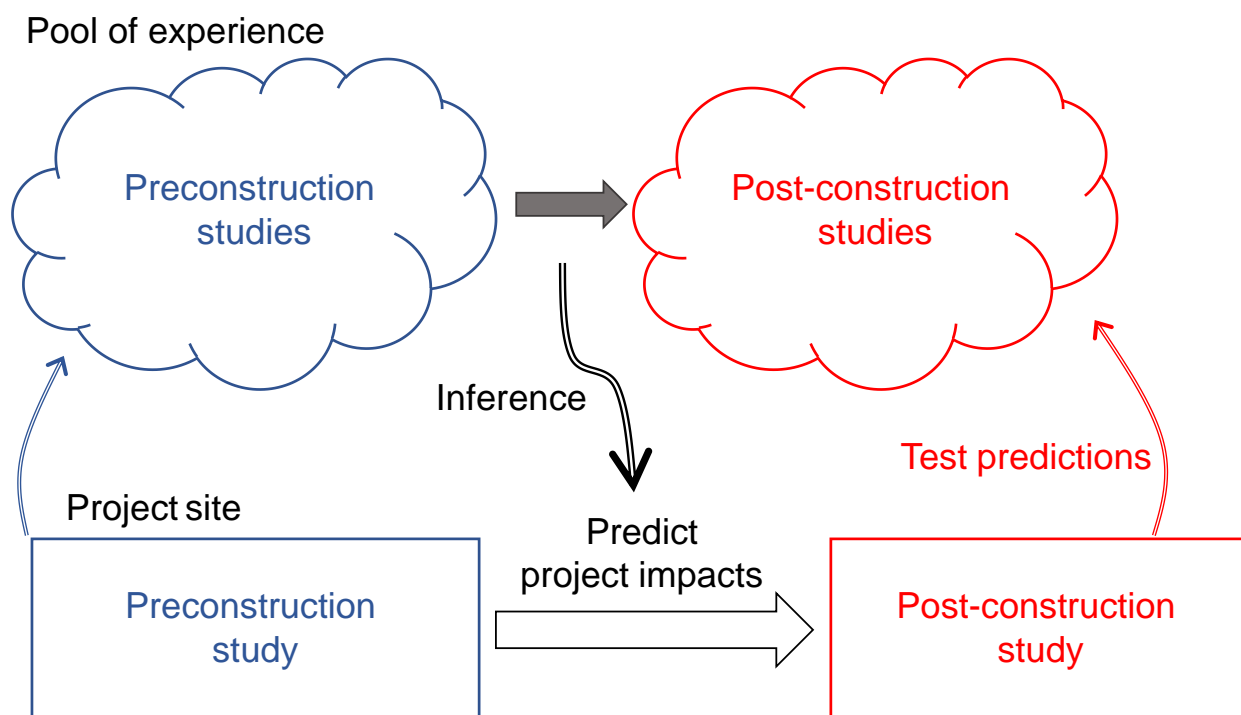 Pool of experience
Preconstruction
studies
Post-construction
studies
Inference
Test predictions
Project site
Predict
project impacts
Preconstruction
study
Post-construction
study